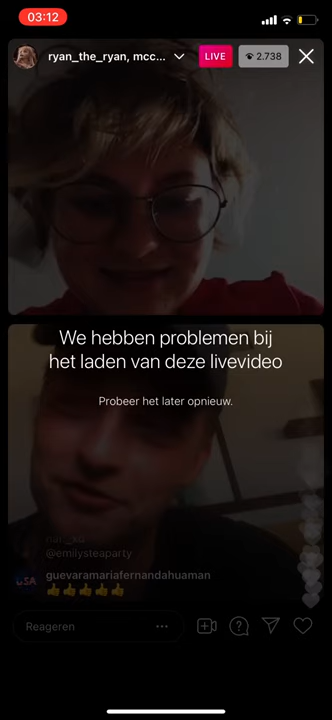 03:12
ryan_the_ryan, mcc...
LIVE
2.738
We hebben problemen bij
het laden van deze livevideo
Probeer het later opnieuw.
@emilysteaparty
guevaramariafernandahuaman
👍👍👍👍👍
Reageren